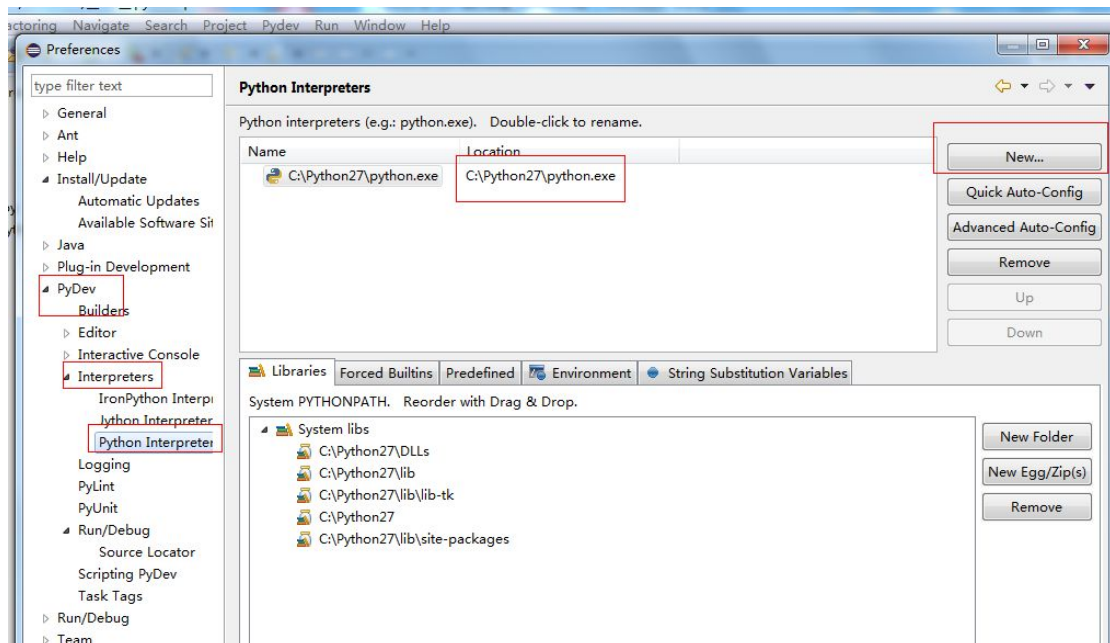 Navigate Search Project Pydev Run Window Help
Preferences
type filter text
General
Ant
Help
Install/Update
Automatic Updates
Available Software Sit
Java
Plug-in Development
PyDev
Builders
Editor
Interactive Console
Interpreters
IronPython Interp
Jython Interpreter
Python Interpreter
Logging
PyLint
PyUnit
Run/Debug
Source Locator
Scripting PyDev
Task Tags
Run/Debug
Team
Python Interpreters
Python interpreters (e.g.: python.exe). Double-click to rename.
Name Location
C:\Python27\python.exe C:\Python27\python.exe
New...
Quick Auto-Config
Advanced Auto-Config
Remove
Up
Down
Libraries Forced Builtins Predefined Environment String Substitution Variables
System PYTHONPATH. Reorder with Drag & Drop.
System libs
C:\Python27\DLLs
C:\Python27\lib
C:\Python27\lib\lib-tk
C:\Python27
C:\Python27\lib\site-packages
New Folder
New Egg/Zip(s)
Remove